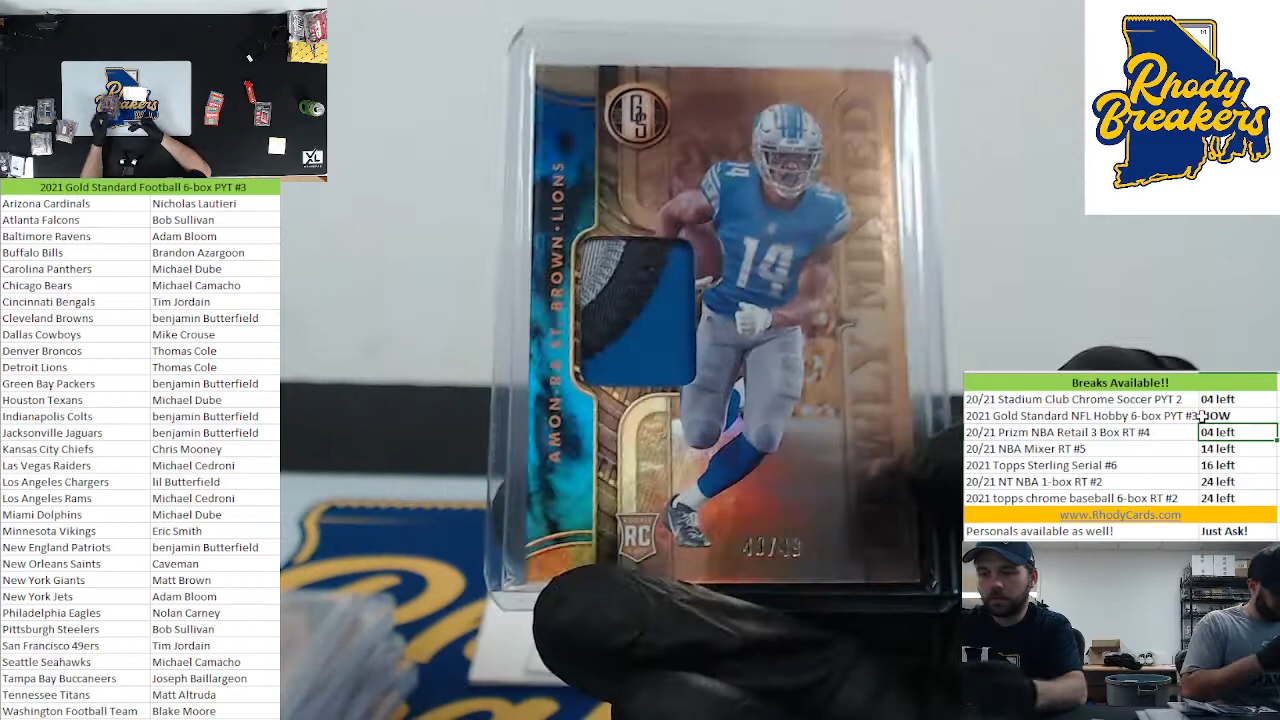 2021 Gold Standard Football 6-box PYT #3
Arizona Cardinals Nicholas Lautieri
Atlanta Falcons Bob Sullivan
Baltimore Ravens Adam Bloom
Buffalo Bills Brandon Azargoon
Carolina Panthers Michael Dube
Chicago Bears Michael Camacho
Cincinnati Bengals Tim Jordain
Cleveland Browns benjamin Butterfield
Dallas Cowboys Mike Crouse
Denver Broncos Thomas Cole
Detroit Lions Thomas Cole
Green Bay Packers benjamin Butterfield
Houston Texans Michael Dube
Indianapolis Colts benjamin Butterfield
Jacksonville Jaguars benjamin Butterfield
Kansas City Chiefs Chris Mooney
Las Vegas Raiders Michael Cedroni
Los Angeles Chargers lil Butterfield
Los Angeles Rams Michael Cedroni
Miami Dolphins Michael Dube
Minnesota Vikings Eric Smith
New England Patriots benjamin Butterfield
New Orleans Saints Caveman
New York Giants Matt Brown
New York Jets Adam Bloom
Philadelphia Eagles Nolan Carney
Pittsburgh Steelers Bob Sullivan
San Francisco 49ers Tim Jordain
Seattle Seahawks Michael Camacho
Tampa Bay Buccaneers Joseph Baillargeon
Tennessee Titans Matt Altruda
Washington Football Team Blake Moore
Rhody
Breakers
XL
GS
AMON-RA ST. BROWN • LIONS
14
14
NEWLY MINTED
ROOKIE
RC
Rhody
Breakers
Breaks Available!!
20/21 Stadium Club Chrome Soccer PYT 2 04 left
2021 Gold Standard NFL Hobby 6-box PYT #3 NOW
20/21 Prizm NBA Retail 3 Box RT #4 04 left
20/21 NBA Mixer RT #5 14 left
2021 Topps Sterling Serial #6 16 left
20/21 NT NBA 1-box RT #2 24 left
2021 topps chrome baseball 6-box RT #2 24 left
www.RhodyCards.com
Personals available as well! Just Ask!